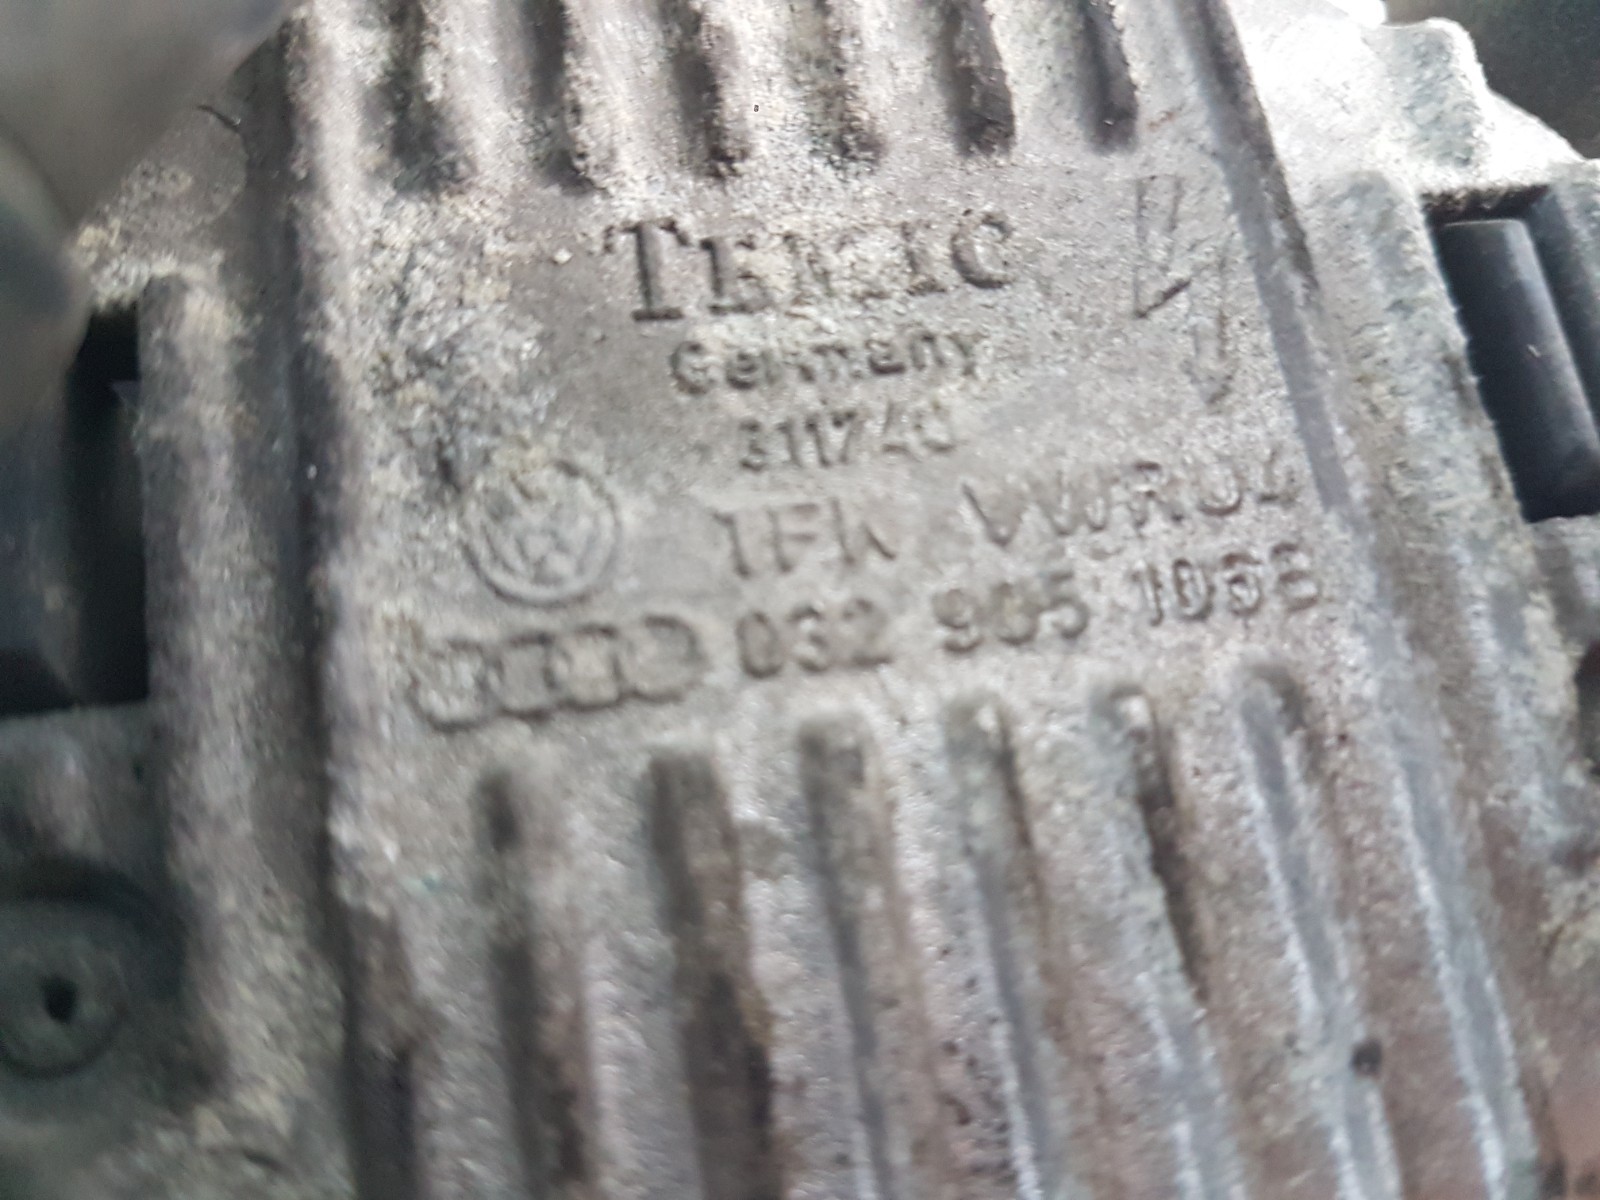 TEMIC
Germany
311740
TFK VWR04
032 905 106B